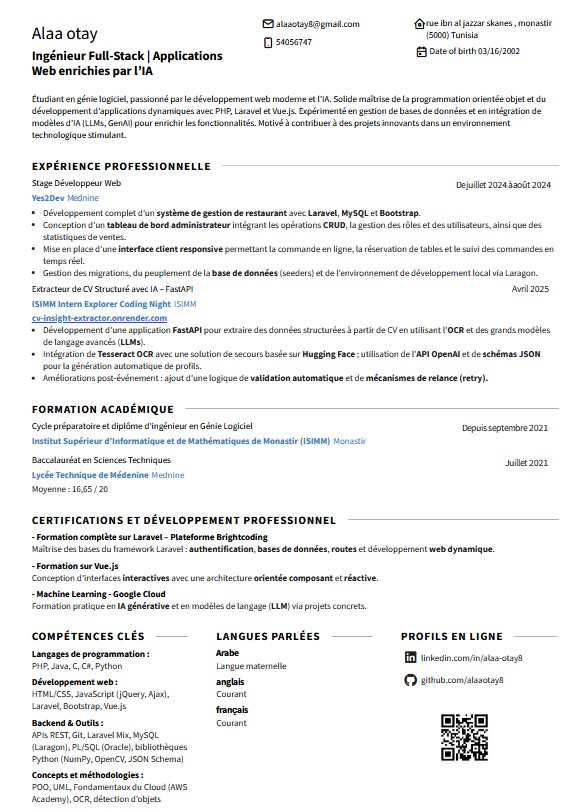 Alaa otay
Ingénieur Full-Stack | Applications
Web enrichies par l'IA
alaaotay8@gmail.com
54056747
rue ibn al jazzar skanes , monastir
(5000) Tunisia
Date of birth 03/16/2002
Étudiant en génie logiciel, passionné par le développement web moderne et l'IA. Solide maîtrise de la programmation orientée objet et du
développement d'applications dynamiques avec PHP, Laravel et Vue.js. Expérimenté en gestion de bases de données et en intégration de
modèles d'IA (LLMs, GenAI) pour enrichir les fonctionnalités. Motivé à contribuer à des projets innovants dans un environnement
technologique stimulant.
EXPÉRIENCE PROFESSIONNELLE
Stage Développeur Web
De juillet 2024 à août 2024
Yes2Dev Mednine
• Développement complet d'un système de gestion de restaurant avec Laravel, MySQL et Bootstrap.
• Conception d'un tableau de bord administrateur intégrant les opérations CRUD, la gestion des rôles et des utilisateurs, ainsi que des
statistiques de ventes.
• Mise en place d'une interface client responsive permettant la commande en ligne, la réservation de tables et le suivi des commandes en
temps réel.
• Gestion des migrations, du peuplement de la base de données (seeders) et de l'environnement de développement local via Laragon.
Extracteur de CV Structuré avec IA – FastAPI
Avril 2025
ISIMM Intern Explorer Coding Night ISIMM
cv-insight-extractor.onrender.com
• Développement d'une application FastAPI pour extraire des données structurées à partir de CV en utilisant l'OCR et des grands modèles
de langage avancés (LLMs).
• Intégration de Tesseract OCR avec une solution de secours basée sur Hugging Face ; utilisation de l'API OpenAI et de schémas JSON
pour la génération automatique de profils.
• Améliorations post-événement : ajout d'une logique de validation automatique et de mécanismes de relance (retry).
FORMATION ACADÉMIQUE
Cycle préparatoire et diplôme d'ingénieur en Génie Logiciel
Depuis septembre 2021
Institut Supérieur d'Informatique et de Mathématiques de Monastir (ISIMM) Monastir
Baccalauréat en Sciences Techniques
Juillet 2021
Lycée Technique de Médenine Mednine
Moyenne : 16,65 / 20
CERTIFICATIONS ET DÉVELOPPEMENT PROFESSIONNEL
- Formation complète sur Laravel – Plateforme Brightcoding
Maîtrise des bases du framework Laravel : authentification, bases de données, routes et développement web dynamique.
- Formation sur Vue.js
Conception d'interfaces interactives avec une architecture orientée composant et réactive.
- Machine Learning - Google Cloud
Formation pratique en IA générative et en modèles de langage (LLM) via projets concrets.
COMPÉTENCES CLÉS
Langages de programmation :
PHP, Java, C, C#, Python
Développement web :
HTML/CSS, JavaScript (jQuery, Ajax),
Laravel, Bootstrap, Vue.js
Backend & Outils :
APIs REST, Git, Laravel Mix, MySQL
(Laragon), PL/SQL (Oracle), bibliothèques
Python (NumPy, OpenCV, JSON Schema)
Concepts et méthodologies :
POO, UML, Fondamentaux du Cloud (AWS
Academy), OCR, détection d'objets
LANGUES PARLÉES
Arabe
Langue maternelle
anglais
Courant
français
Courant
PROFILS EN LIGNE
linkedin.com/in/alaa-otay8
github.com/alaaotay8